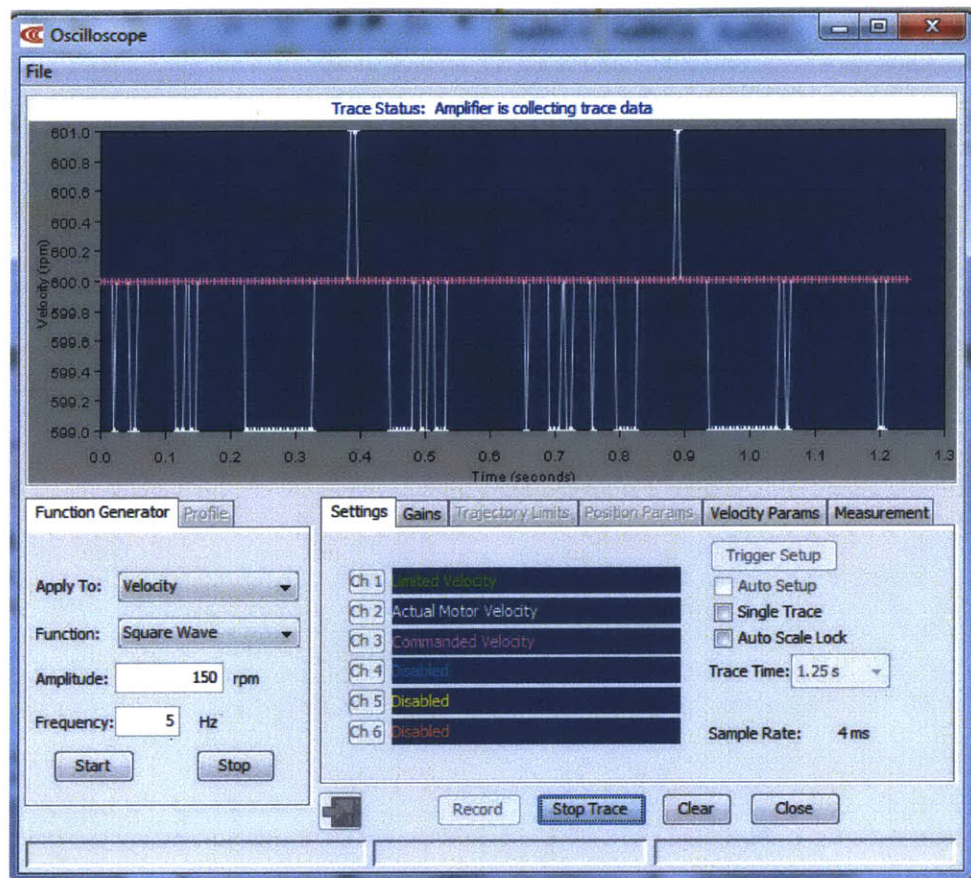 Oscilloscope
File
Trace Status: Amplifier is collecting trace data
601.0
600.8
600.6
600.4
600.2
600.0
599.8
599.6
599.4
599.2
599.0
Velocity (rpm)
0.0 0.1 0.2 0.3 0.4 0.5 0.6 0.7 0.8 0.9 1.0 1.1 1.2 1.3
Time (seconds)
Function Generator Profile
Apply To: Velocity
Function: Square Wave
Amplitude: 150 rpm
Frequency: 5 Hz
Start Stop
Settings Gains Trajectory Limits Position Params Velocity Params Measurement
Ch 1 Limited Velocity
Ch 2 Actual Motor Velocity
Ch 3 Commanded Velocity
Ch 4 Disabled
Ch 5 Disabled
Ch 6 Disabled
Trigger Setup
Auto Setup
Single Trace
Auto Scale Lock
Trace Time: 1.25 s
Sample Rate: 4 ms
Record Stop Trace Clear Close